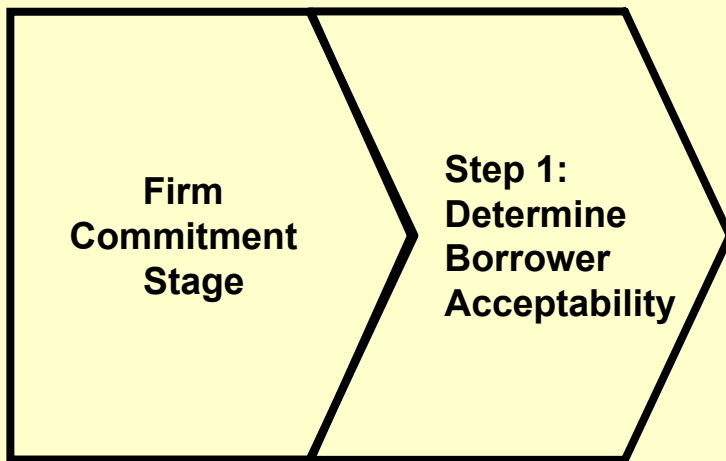 Firm
Commitment
Stage
Step 1:
Determine
Borrower
Acceptability